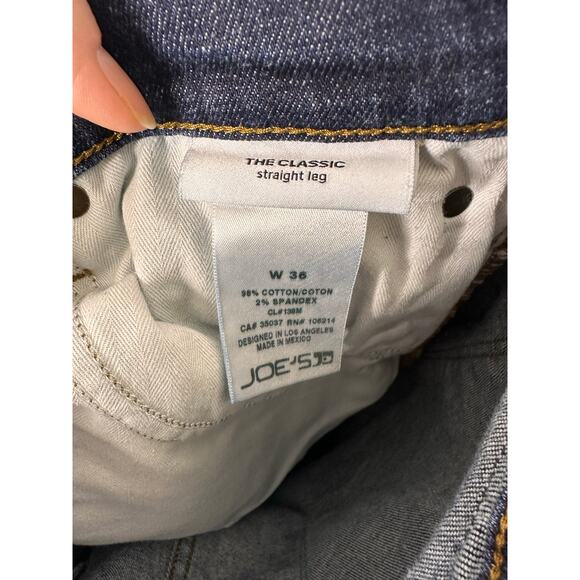 THE CLASSIC
straight leg
W 36
98% COTTON/COTON
2% SPANDEX
CL#138M
CA# 35037 RN# 106214
DESIGNED IN LOS ANGELES
MADE IN MEXICO
JOE'S